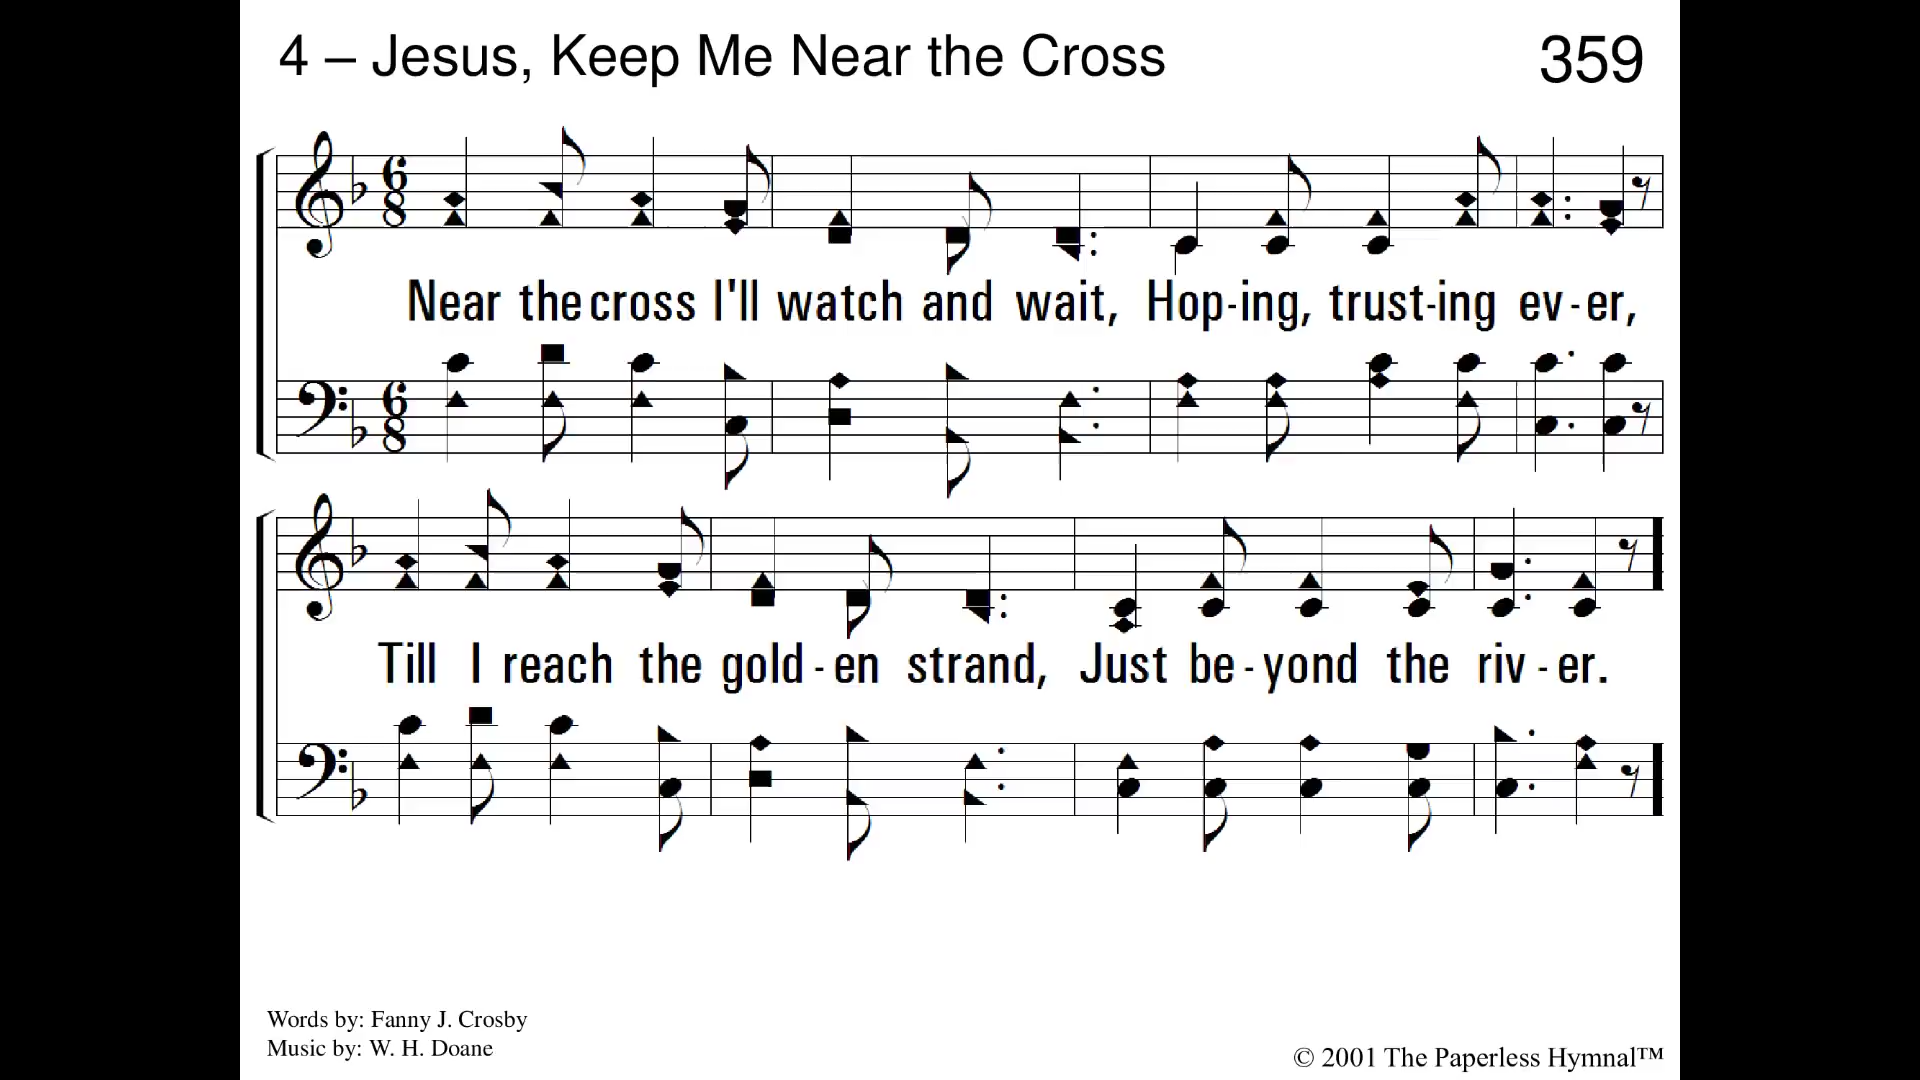 4 – Jesus, Keep Me Near the Cross 359
Near the cross I'll watch and wait, Hop-ing, trust-ing ev-er,
Till I reach the gold-en strand, Just be-yond the riv-er.
Words by: Fanny J. Crosby
Music by: W. H. Doane
© 2001 The Paperless Hymnal™